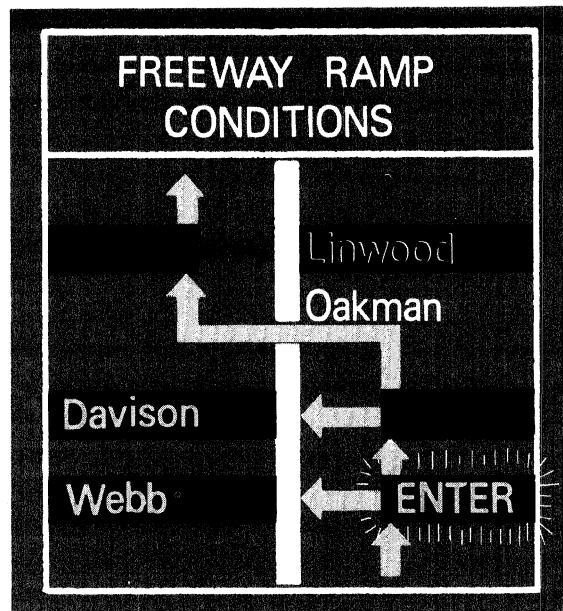 FREEWAY RAMP
CONDITIONS
Linwood
Oakman
Davison
Webb
ENTER